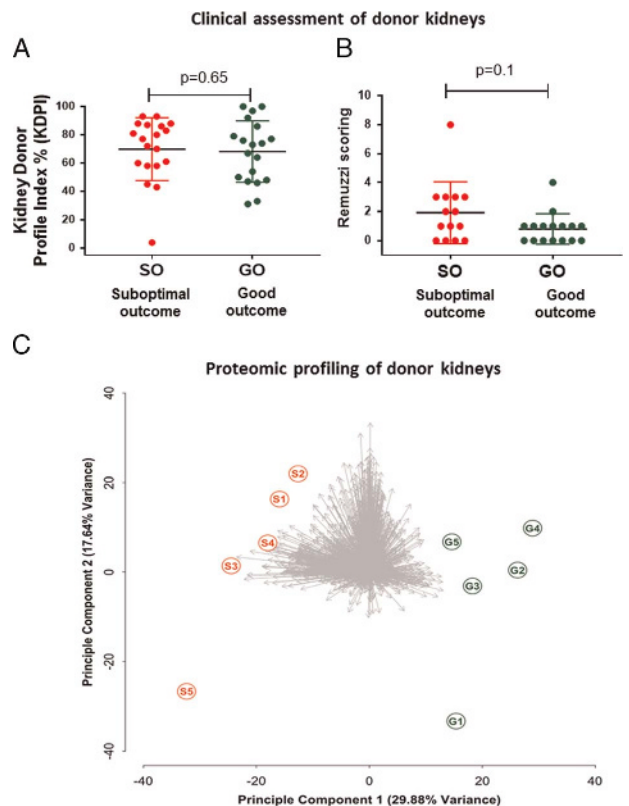 Clinical assessment of donor kidneys
A
p=0.65
Kidney Donor
Profile Index % (KDPI)
100
80
60
40
20
0
SO
GO
Suboptimal
outcome
Good
outcome
B
p=0.1
Remuzzi scoring
10
8
6
4
2
0
SO
GO
Suboptimal
outcome
Good
outcome
C
Proteomic profiling of donor kidneys
Principle Component 2 (17.64% Variance)
40
20
0
-20
-40
S2
S1
S4
S3
S5
G4
G5
G2
G3
G1
-40
-20
0
20
40
Principle Component 1 (29.88% Variance)